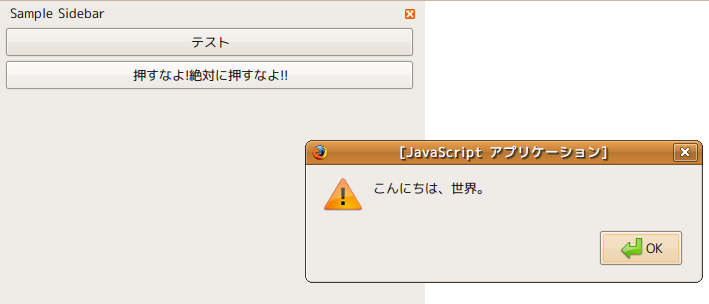 Sample Sidebar
テスト
押すなよ!絶対に押すなよ!!
[JavaScript アプリケーション]
こんにちは、世界。
OK